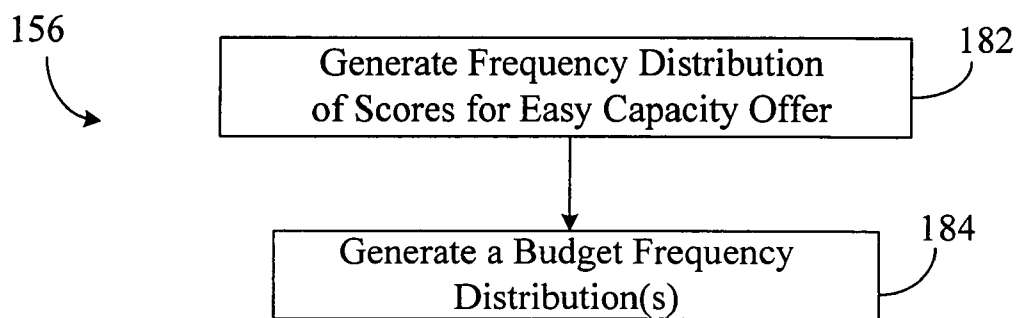 156
182
Generate Frequency Distribution
of Scores for Easy Capacity Offer
184
Generate a Budget Frequency
Distribution(s)